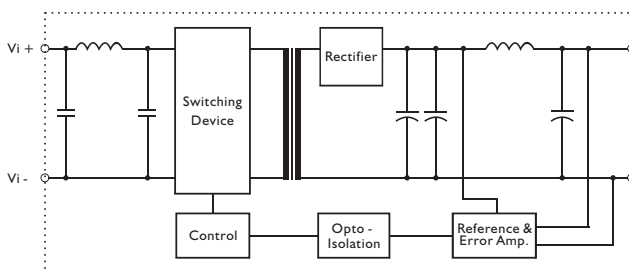 Vi +
Rectifier
Switching
Device
Vi -
Control
Opto -
Isolation
Reference &
Error Amp.